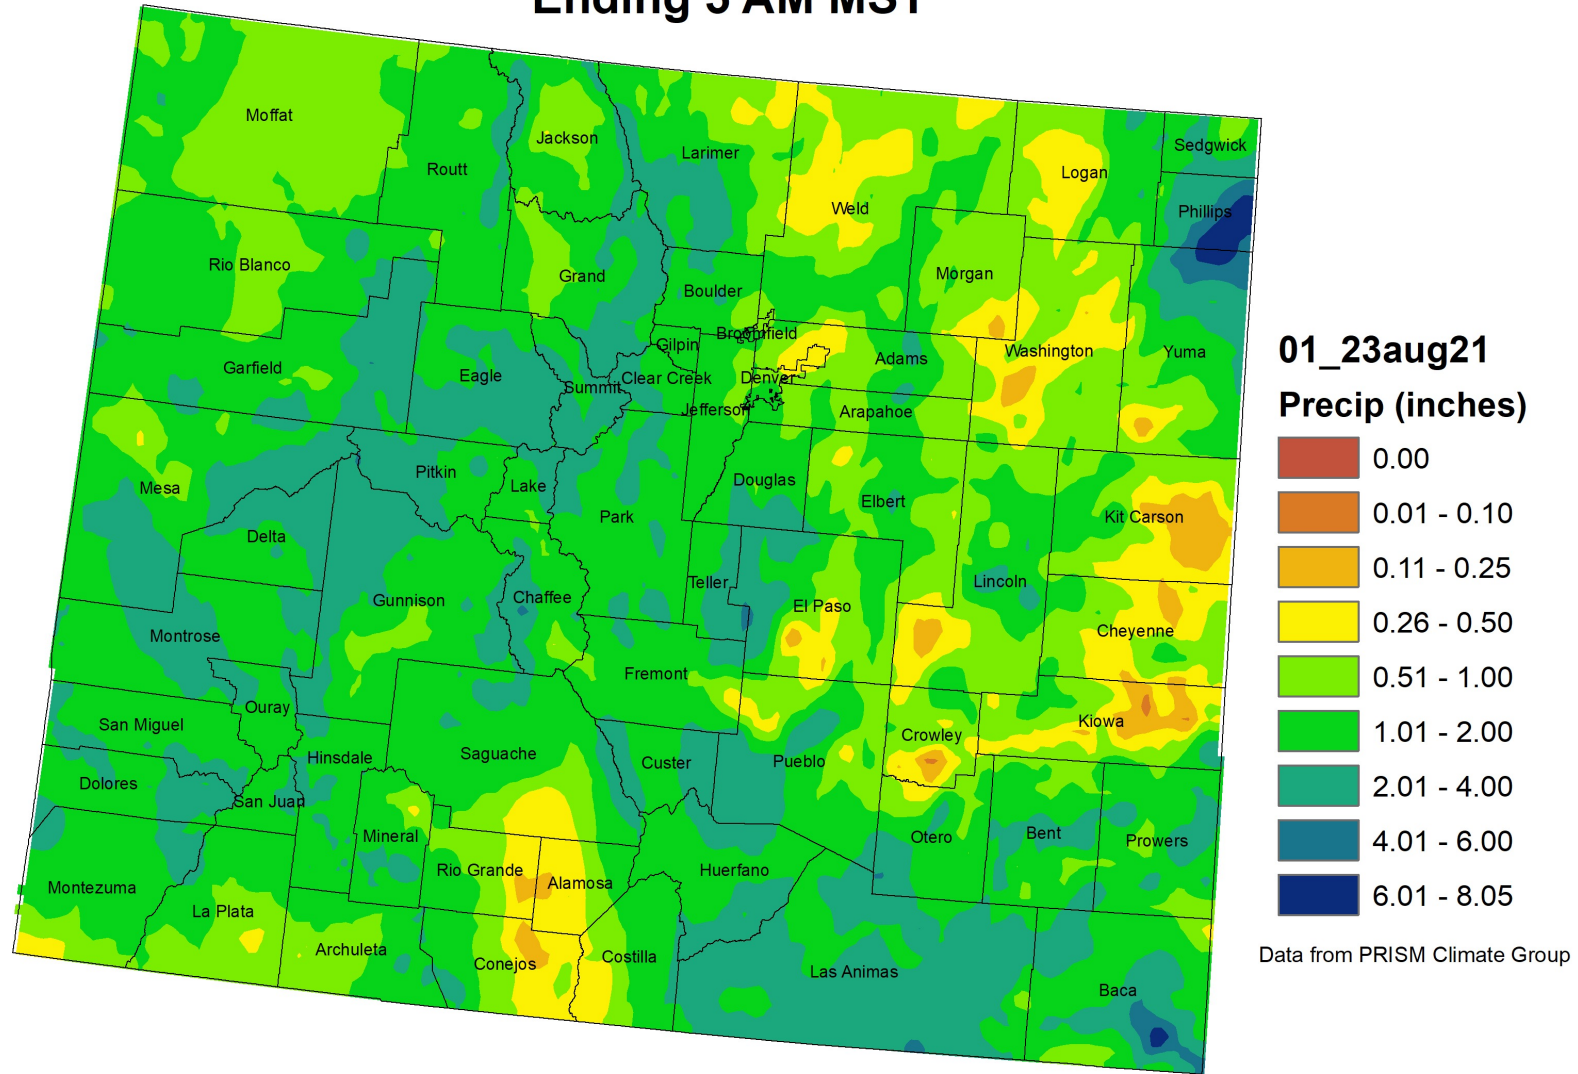 Ending 5 AM MST
Moffat
Routt
Jackson
Larimer
Weld
Logan
Sedgwick
Phillips
Rio Blanco
Grand
Boulder
Morgan
Broomfield
Gilpin
Garfield
Eagle
Summit
Clear Creek
Denver
Adams
Washington
Yuma
Jefferson
Arapahoe
Mesa
Pitkin
Lake
Park
Douglas
Elbert
Kit Carson
Delta
Gunnison
Chaffee
Teller
El Paso
Lincoln
Cheyenne
Montrose
Fremont
Ouray
San Miguel
Hinsdale
Saguache
Custer
Pueblo
Crowley
Kiowa
Dolores
San Juan
Mineral
Rio Grande
Alamosa
Huerfano
Otero
Bent
Prowers
Montezuma
La Plata
Archuleta
Conejos
Costilla
Las Animas
Baca
01_23aug21
Precip (inches)
0.00
0.01 - 0.10
0.11 - 0.25
0.26 - 0.50
0.51 - 1.00
1.01 - 2.00
2.01 - 4.00
4.01 - 6.00
6.01 - 8.05
Data from PRISM Climate Group